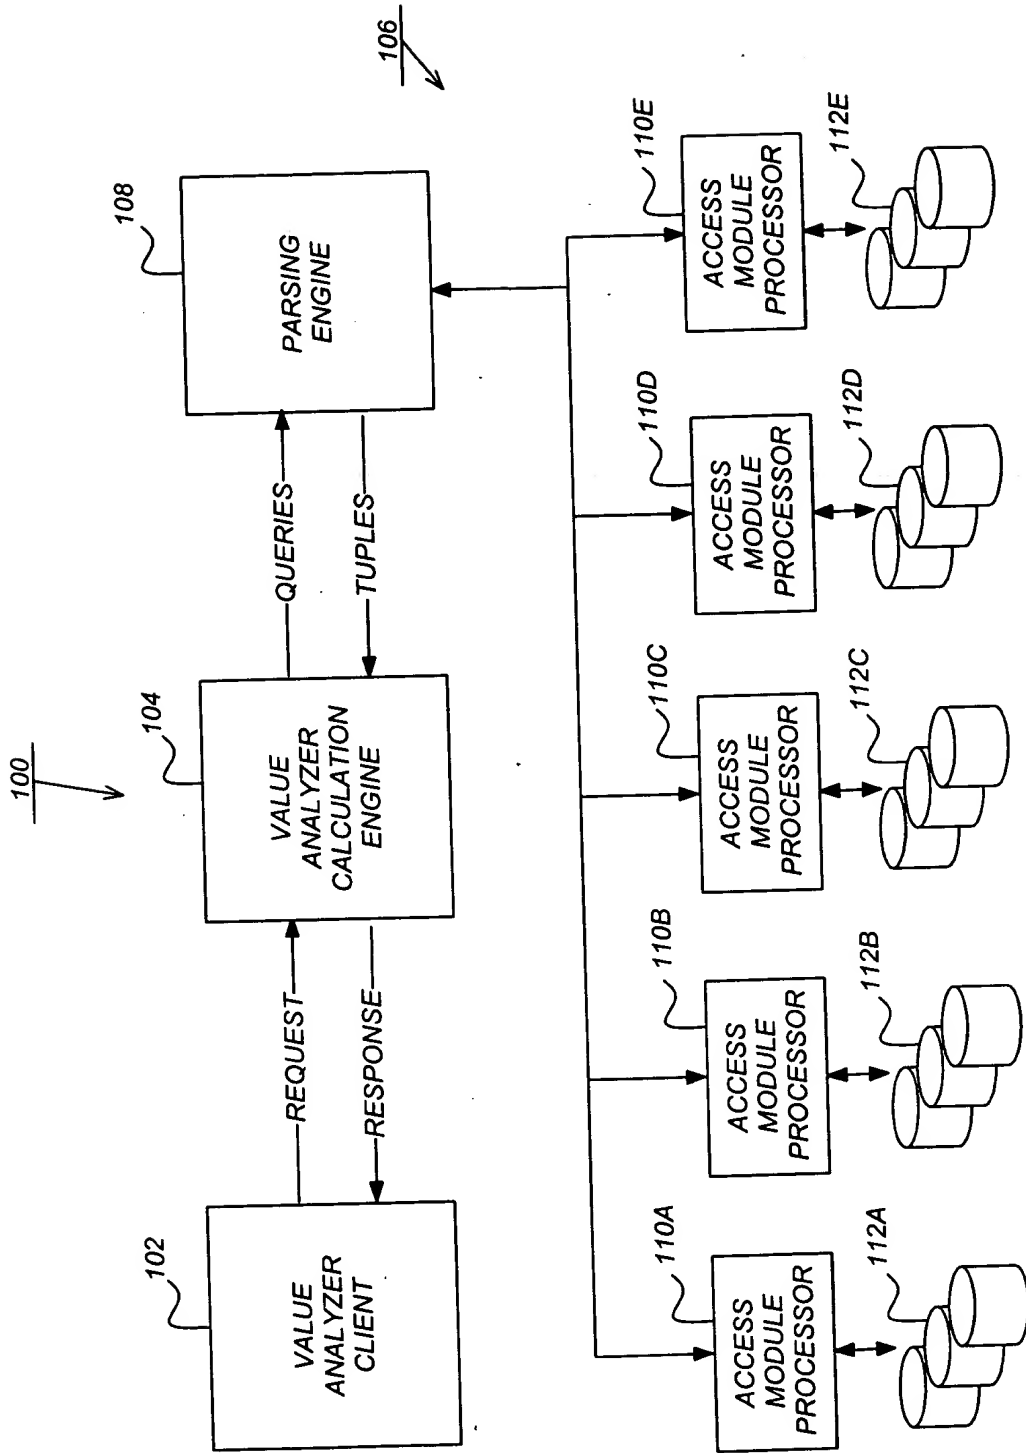 100
106
102
VALUE
ANALYZER
CLIENT
REQUEST
RESPONSE
104
VALUE
ANALYZER
CALCULATION
ENGINE
QUERIES
TUPLES
108
PARSING
ENGINE
110A
ACCESS
MODULE
PROCESSOR
112A
110B
ACCESS
MODULE
PROCESSOR
112B
110C
ACCESS
MODULE
PROCESSOR
112C
110D
ACCESS
MODULE
PROCESSOR
112D
110E
ACCESS
MODULE
PROCESSOR
112E